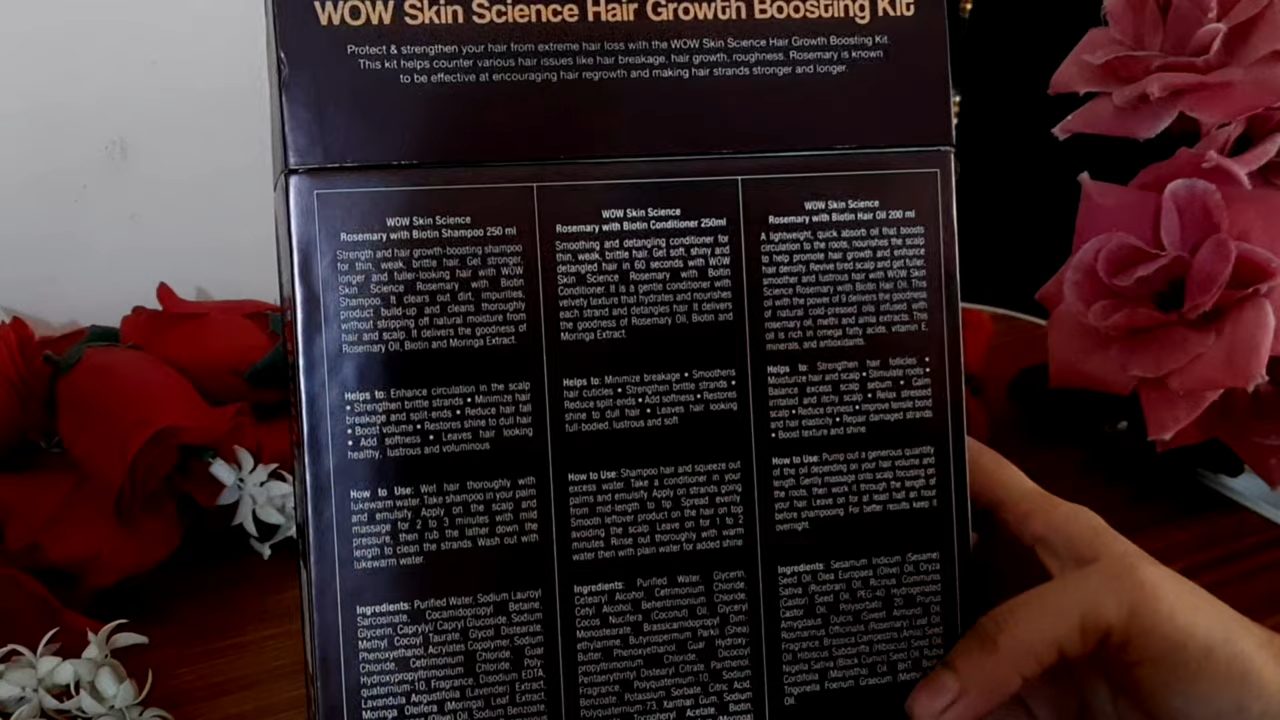 WOW Skin Science Hair Growth Boosting Kit
Protect & strengthen your hair from extreme hair loss with the WOW Skin Science Hair Growth Boosting Kit.
This kit helps counter various hair issues like hair breakage, hair growth, roughness. Rosemary is known
to be effective at encouraging hair regrowth and making hair strands stronger and longer.
WOW Skin Science
Rosemary with Biotin Shampoo 250 ml
Strength and hair growth-boosting shampoo
for thin, weak, brittle hair. Get stronger,
longer and fuller-looking hair with WOW
Skin Science Rosemary with Biotin
Shampoo. It clears out dirt, impurities,
product build-up and cleans thoroughly
without stripping off natural moisture from
hair and scalp. It delivers the goodness of
Rosemary Oil, Biotin and Moringa Extract.
Helps to: Enhance circulation in the scalp
• Strengthen brittle strands • Minimize hair
breakage and split-ends • Reduce hair fall
• Boost volume • Restores shine to dull hair
• Add softness • Leaves hair looking
healthy, lustrous and voluminous
How to Use: Wet hair thoroughly with
lukewarm water. Take shampoo in your palm
and emulsify. Apply on the scalp and
massage for 2 to 3 minutes with mild
pressure, then rub the lather down the
length to clean the strands. Wash out with
lukewarm water.
Ingredients: Purified Water, Sodium Lauroyl
Sarcosinate, Cocamidopropyl Betaine,
Glycerin, Caprylyl/ Capryl Glucoside, Sodium
Methyl Cocoyl Taurate, Glycol Distearate,
Phenoxyethanol, Acrylates Copolymer, Sodium
Chloride, Cetrimonium Chloride, Guar
Hydroxypropyltrimonium Chloride, Poly-
quaternium-10, Fragrance, Disodium EDTA,
Lavandula Angustifolia (Lavender) Extract,
Moringa Oleifera (Moringa) Leaf Extract,
(Olive) Oil, Sodium Benzoate,
WOW Skin Science
Rosemary with Biotin Conditioner 250ml
Smoothing and detangling conditioner for
thin, weak, brittle hair. Get soft, shiny and
detangled hair in 60 seconds with WOW
Skin Science Rosemary with Boitin
Conditioner. It is a gentle conditioner with
velvety texture that hydrates and nourishes
each strand and detangles hair. It delivers
the goodness of Rosemary Oil, Biotin and
Moringa Extract.
Helps to: Minimize breakage • Smoothens
hair cuticles • Strengthen brittle strands •
Reduce split-ends • Add softness • Restores
shine to dull hair • Leaves hair looking
full-bodied, lustrous and soft
How to Use: Shampoo hair and squeeze out
excess water. Take a conditioner in your
palms and emulsify. Apply on strands going
from mid-length to tip. Spread evenly
Smooth leftover product on the hair on top
avoiding the scalp. Leave on for 1 to 2
minutes. Rinse out thoroughly with warm
water then with plain water for added shine
Ingredients: Purified Water, Glycerin,
Cetearyl Alcohol, Cetrimonium Chloride,
Cetyl Alcohol, Behentrimonium Chloride,
Cocos Nucifera (Coconut) Oil, Glyceryl
Monostearate, Brassicamidopropyl Dim-
ethylamine, Butyrospermum Parkii (Shea)
Butter, Phenoxyethanol Guar Hydroxy-
propyltrimonium Chloride, Dicocoyl
Pentaerythrityl Distearyl Citrate, Panthenol,
Fragrance, Polyquaternium-10, Sodium
Benzoate, Potassium Sorbate, Citric Acid,
Polyquaternium-73, Xanthan Gum, Sodium
Tocopheryl Acetate, Biotin,
(Moringa)
WOW Skin Science
Rosemary with Biotin Hair Oil 200 ml
A lightweight, quick absorb oil that boosts
circulation to the roots, nourishes the scalp
to help promote hair growth and enhance
hair density. Revive tired scalp and get fuller,
smoother and lustrous hair with WOW Skin
Science Rosemary with Biotin Hair Oil. This
oil with the power of 9 delivers the goodness
of natural cold-pressed oils infused with
rosemary oil, methi and amla extracts. This
oil is rich in omega fatty acids, vitamin E,
minerals, and antioxidants.
Helps to: Strengthen hair follicles •
Moisturize hair and scalp • Stimulate roots •
Balance excess scalp sebum • Calm
irritated and itchy scalp • Relax stressed
scalp • Reduce dryness • Improve tensile bond
and hair elasticity • Repair damaged strands
• Boost texture and shine
How to Use: Pump out a generous quantity
of the oil depending on your hair volume and
length. Gently massage onto scalp focusing on
the roots, then work it through the length of
your hair. Leave on for at least half an hour
before shampooing. For better results keep it
overnight.
Ingredients: Sesamum Indicum (Sesame)
Seed Oil, Olea Europaea (Olive) Oil, Oryza
Sativa (Ricebran) Oil, Ricinus Communis
(Castor) Seed Oil, PEG-40 Hydrogenated
Castor Oil, Polysorbate 20 Prunus
Amygdalus Dulcis (Sweet Almond) Oil,
Rosmarinus Officinalis (Rosemary) Leaf Oil,
Fragrance, Brassica Campestris (Amla) Seed
Oil, Hibiscus Sabdariffa (Hibiscus) Seed Oil,
Nigella Sativa (Black Cumin) Seed Oil, Rubia
Cordifolia (Manjistha) Oil, BHT,
Trigonella Foenum Graecum
Oil.